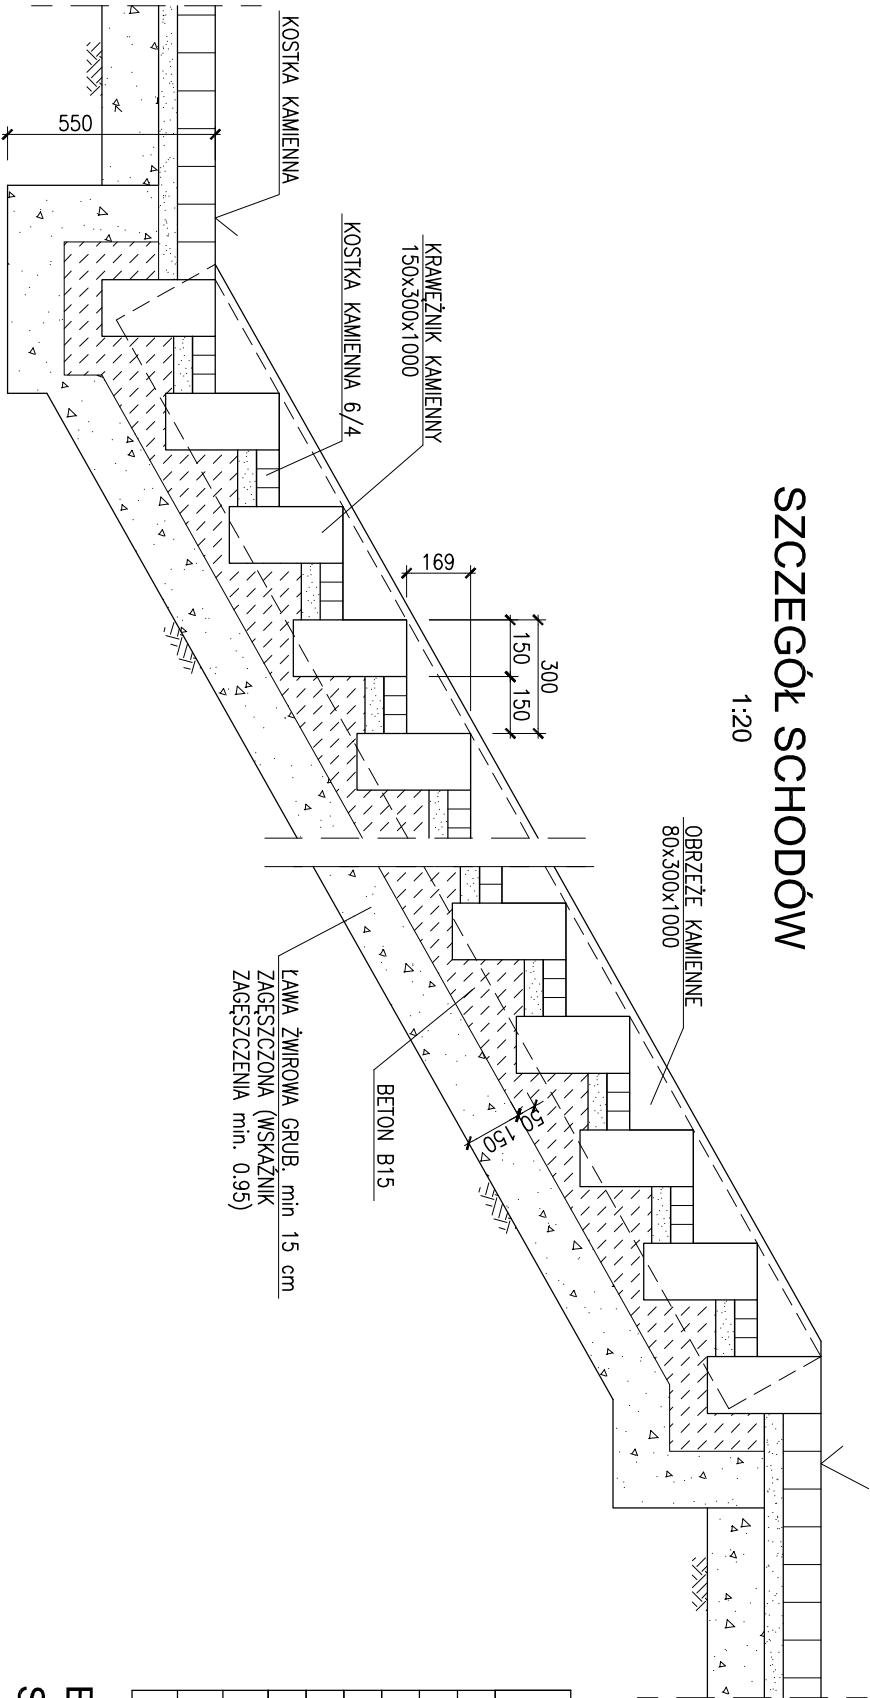 SZCZEGÓŁ SCHODÓW
1:20
KOSTKA KAMIENNA
550
KRAWĘŻNIK KAMIENNY
150x300x1000
KOSTKA KAMIENNA 6/4
169
300
150
150
OBRZEŻE KAMIENNE
80x300x1000
50
150
BETON B15
ŁAWA ŻWIROWA GRUB. min 15 cm
ZAGĘSZCZONA (WSKAŹNIK
ZAGĘSZCZENIA min. 0.95)